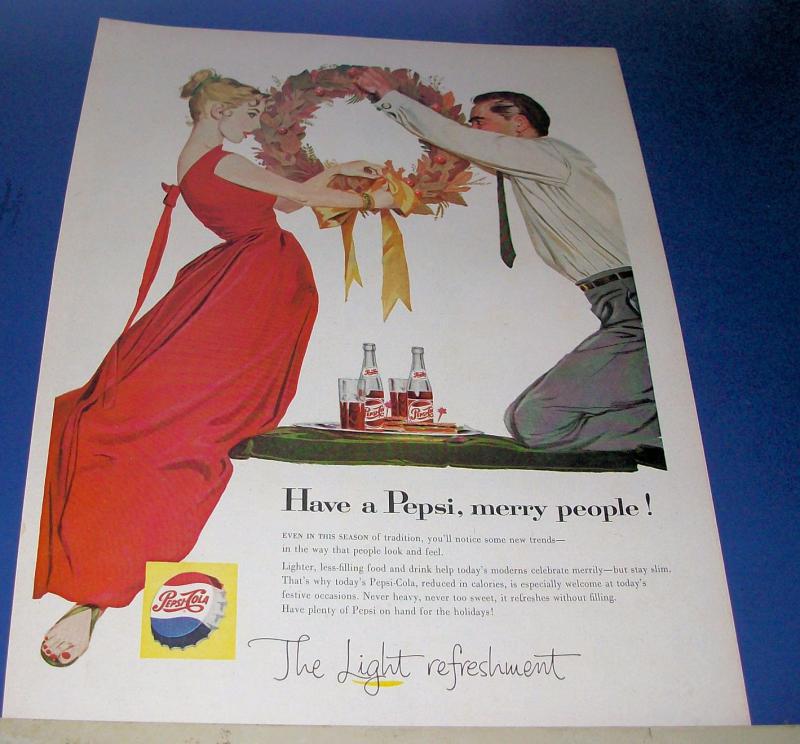 Have a Pepsi, merry people!
EVEN IN THIS SEASON of tradition, you'll notice some new trends—
in the way that people look and feel.
Lighter, less-filling food and drink help today's moderns celebrate merrily—but stay slim.
That's why today's Pepsi-Cola, reduced in calories, is especially welcome at today's
festive occasions. Never heavy, never too sweet, it refreshes without filling.
Have plenty of Pepsi on hand for the holidays!
PEPSI-COLA
The Light refreshment